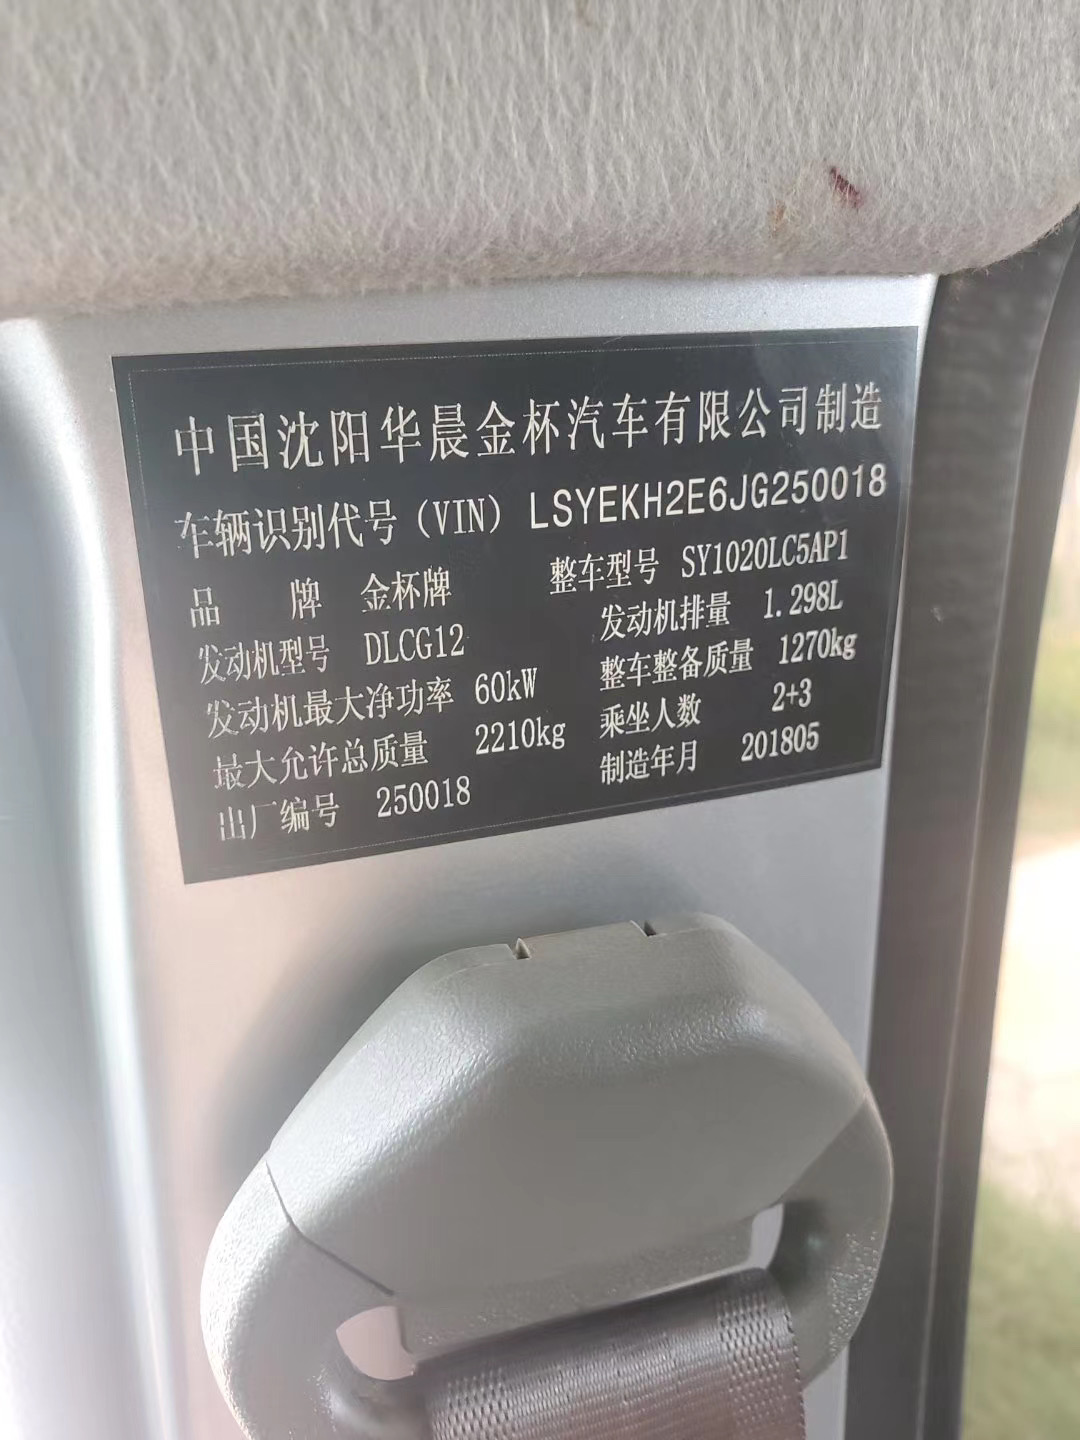 中国沈阳华晨金杯汽车有限公司制造
车辆识别代号 (VIN) LSYEKH2E6JG250018
品 牌 金杯牌 整车型号 SY1020LC5AP1
发动机型号 DLCG12 发动机排量 1.298L
发动机最大净功率 60kW 整车整备质量 1270kg
最大允许总质量 2210kg 乘坐人数 2+3
出厂编号 250018 制造年月 201805